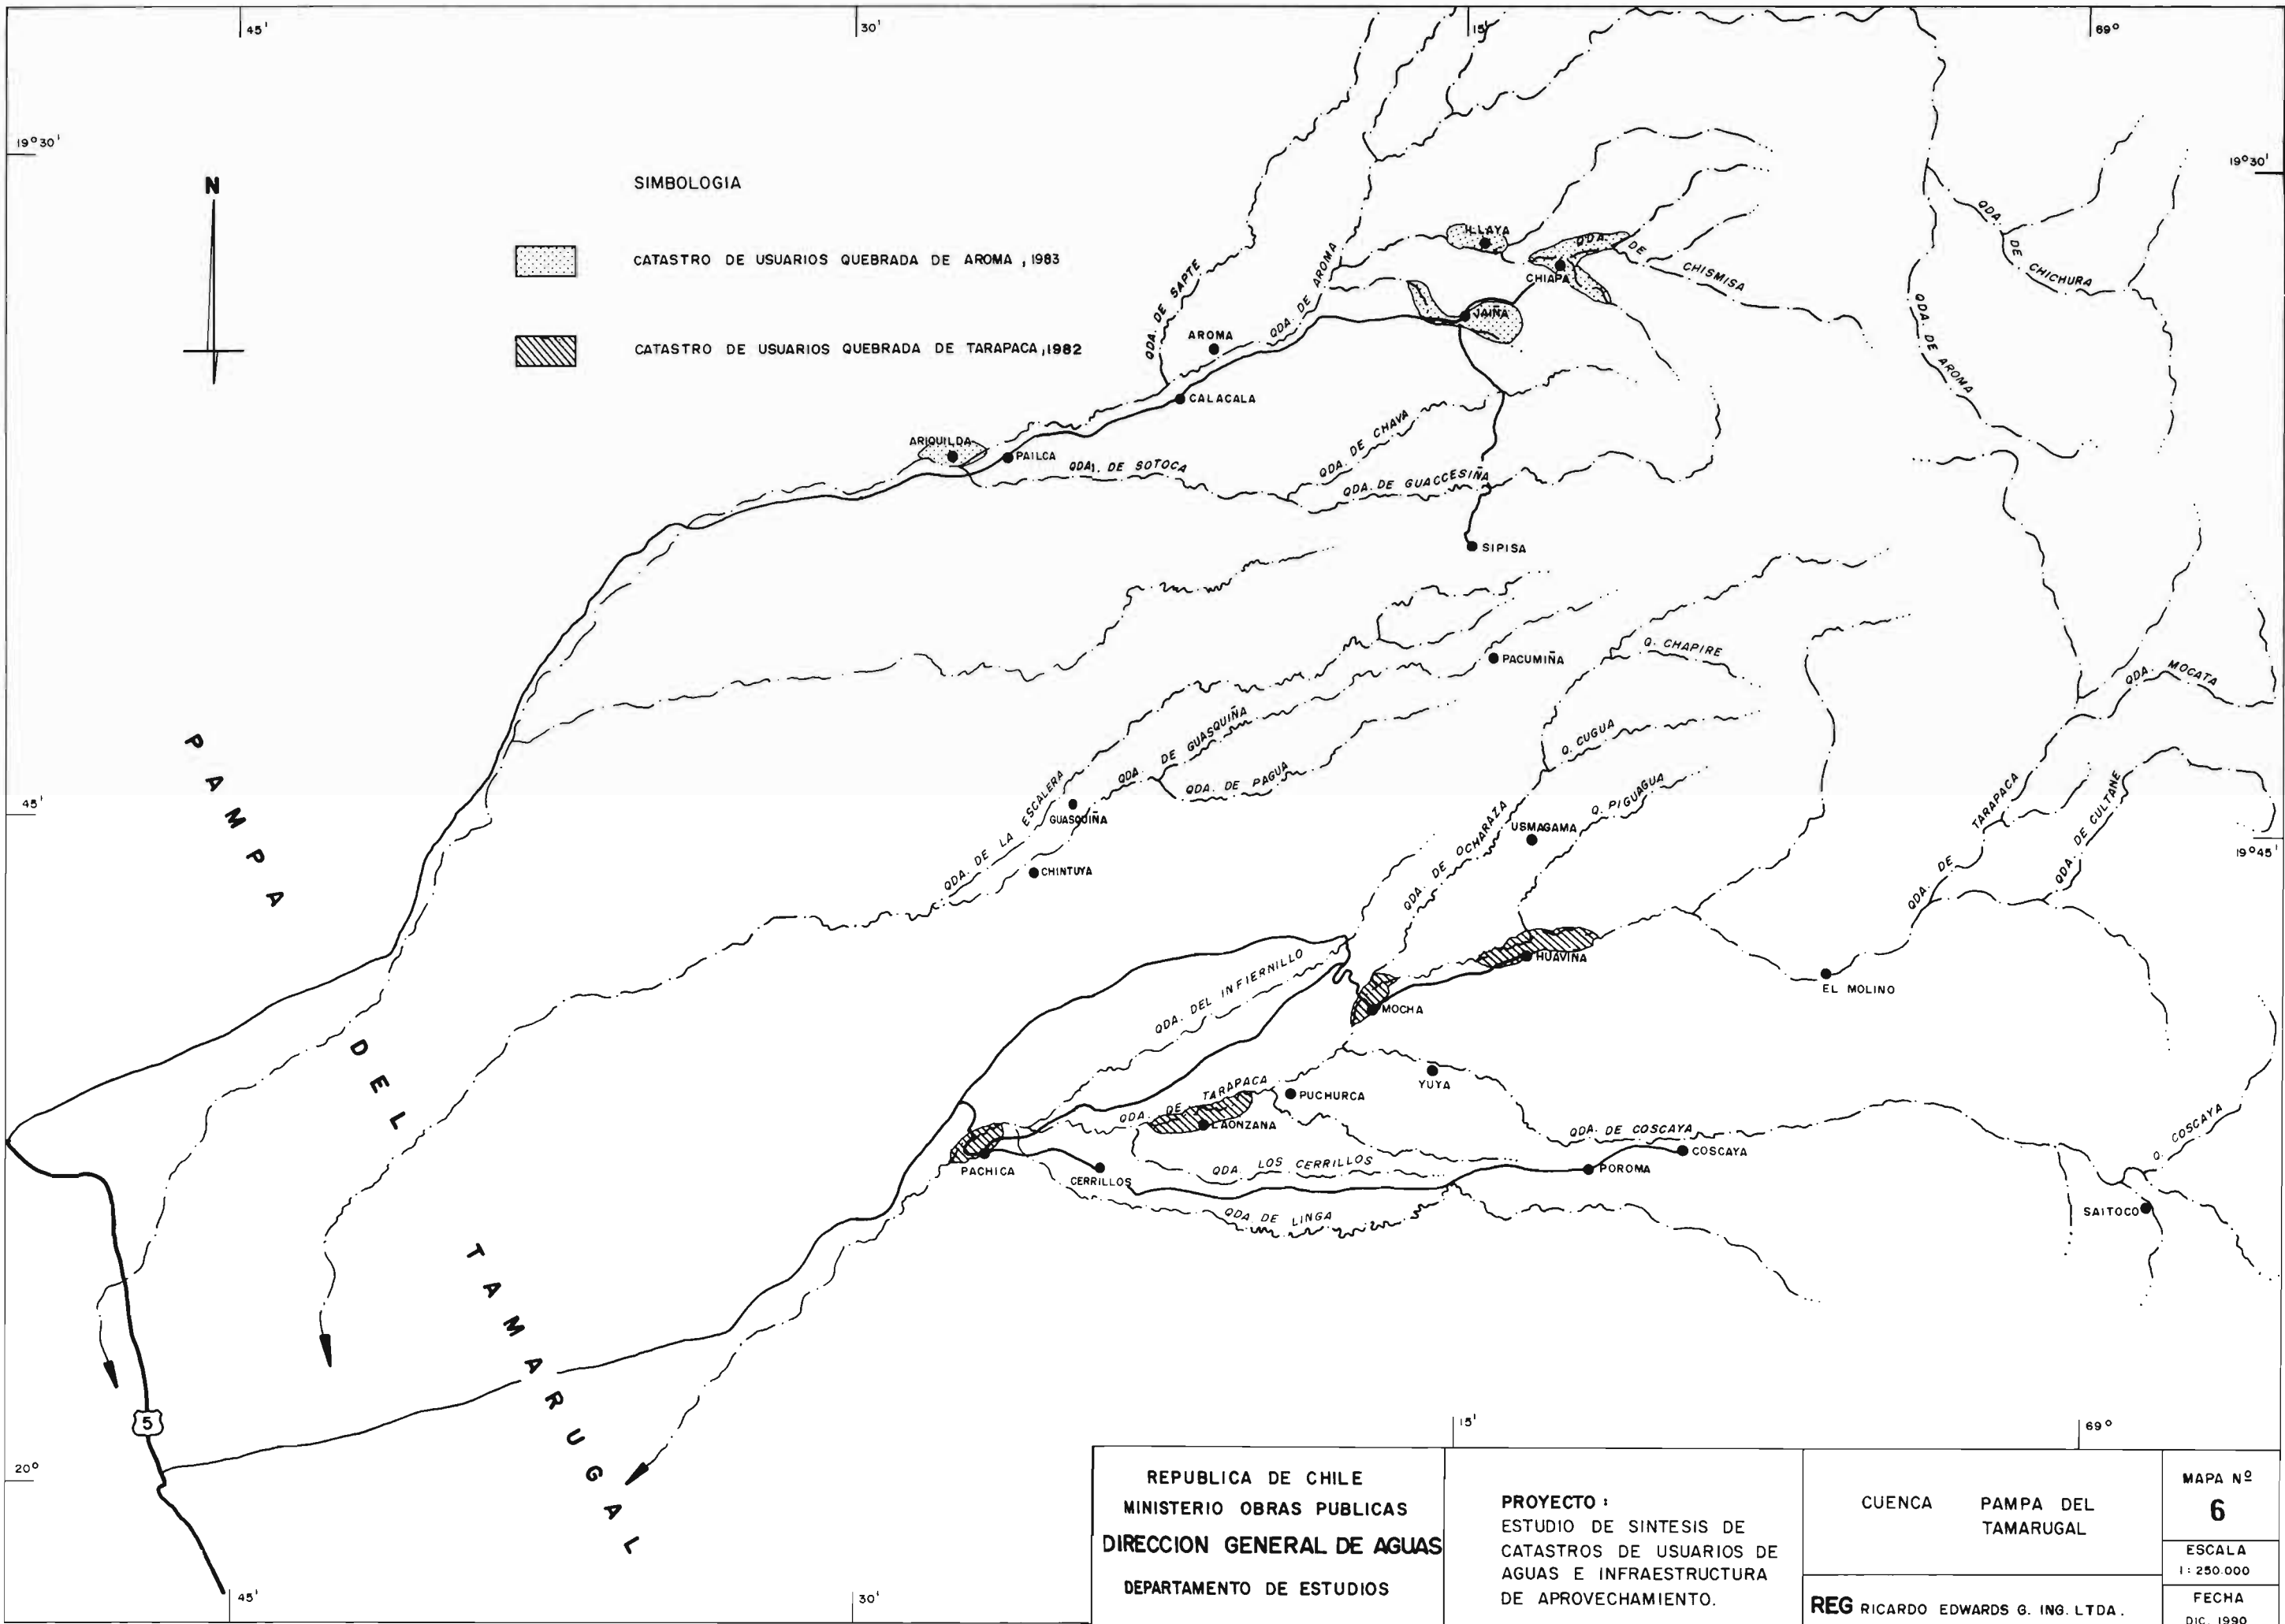 45'
30'
15'
69°
19°30'
19°30'
N
SIMBOLOGIA
CATASTRO DE USUARIOS QUEBRADA DE AROMA , 1983
CATASTRO DE USUARIOS QUEBRADA DE TARAPACA, 1982
ILLAYA
QDA. DE CHISMISA
CHIAPA
JAIÑA
QDA. DE CHICHURA
QDA. DE AROMA
QDA. DE SAPTE
QDA. DE AROMA
AROMA
CALACALA
ARIQUILDA
PAILCA
QDA. DE SOTOCA
QDA. DE CHAVA
QDA. DE GUACCESIÑA
SIPISA
PACUMIÑA
Q. CHAPIRE
QDA. MOCATA
Q. CUGUA
QDA. DE GUASQUIÑA
QDA. DE PAGUA
Q. PIGUAGUA
QDA. DE LA ESCALERA
GUASQUIÑA
CHINTUYA
QDA. DE OCHARAZA
USMAGAMA
QDA. DE TARAPACA
QDA. DE CULTANE
45'
19°45'
PAMPA DEL TAMARUGAL
HUAVIÑA
EL MOLINO
MOCHA
QDA. DEL INFIERNILLO
YUYA
PUCHURCA
QDA. DE TARAPACA
LAONZANA
QDA. DE COSCAYA
COSCAYA
Q. COSCAYA
PACHICA
CERRILLOS
QDA. LOS CERRILLOS
POROMA
QDA DE LINGA
SAITOCO
5
20°
45'
30'
15'
69°
REPUBLICA DE CHILE
MINISTERIO OBRAS PUBLICAS
DIRECCION GENERAL DE AGUAS
DEPARTAMENTO DE ESTUDIOS
PROYECTO :
ESTUDIO DE SINTESIS DE
CATASTROS DE USUARIOS DE
AGUAS E INFRAESTRUCTURA
DE APROVECHAMIENTO.
CUENCA PAMPA DEL
TAMARUGAL
REG RICARDO EDWARDS G. ING. LTDA.
MAPA Nº
6
ESCALA
1 : 250.000
FECHA
DIC. 1990